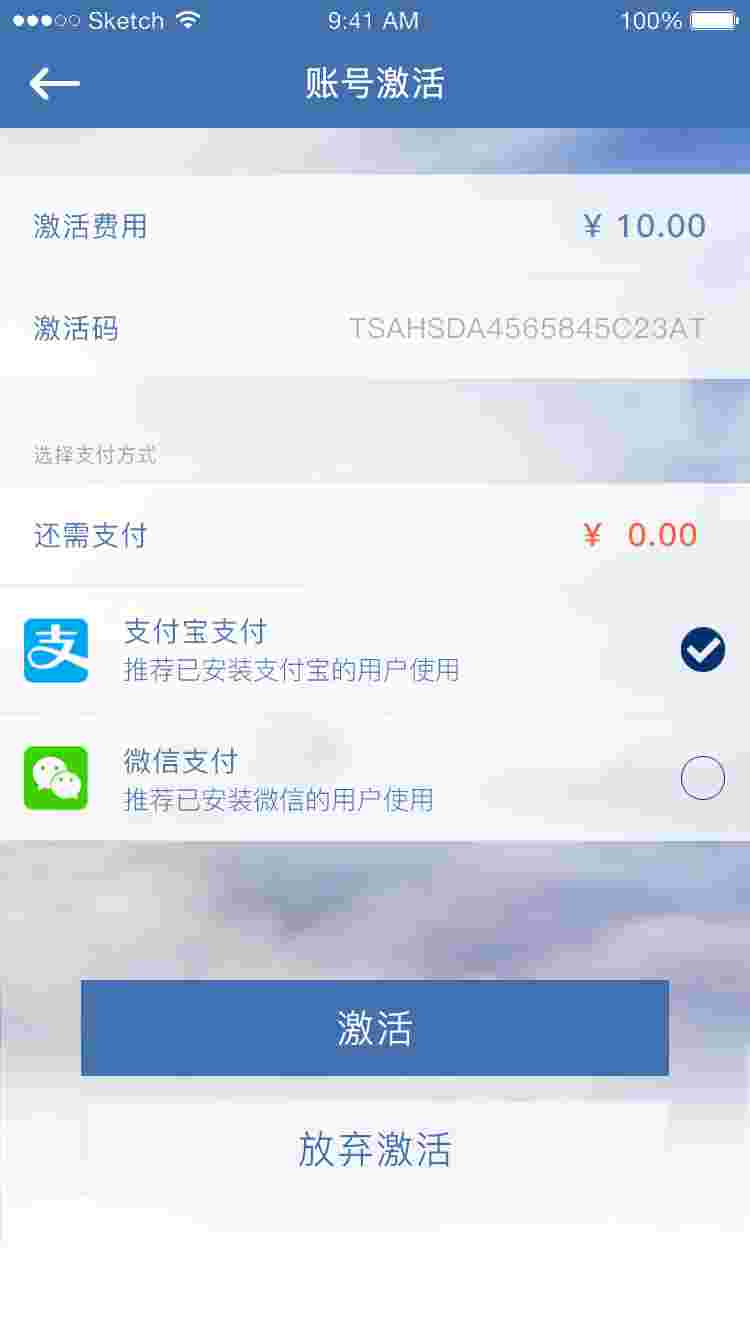 Sketch 9:41 AM 100%
账号激活
激活费用 ¥ 10.00
激活码 TSAHSDA4565845C23AT
选择支付方式
还需支付 ¥ 0.00
支
支付宝支付
推荐已安装支付宝的用户使用
微信支付
推荐已安装微信的用户使用
激活
放弃激活